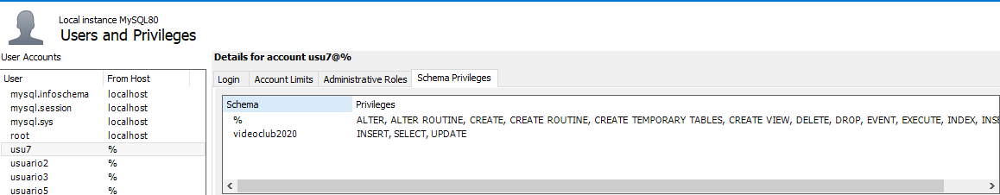 Local instance MySQL80
Users and Privileges
User Accounts
User From Host
mysql.infoschema localhost
mysql.session localhost
mysql.sys localhost
root localhost
usu7 %
usuario2 %
usuario3 %
usuario5 %
Details for account usu7@%
Login Account Limits Administrative Roles Schema Privileges
Schema Privileges
% ALTER, ALTER ROUTINE, CREATE, CREATE ROUTINE, CREATE TEMPORARY TABLES, CREATE VIEW, DELETE, DROP, EVENT, EXECUTE, INDEX, INSE
videoclub2020 INSERT, SELECT, UPDATE